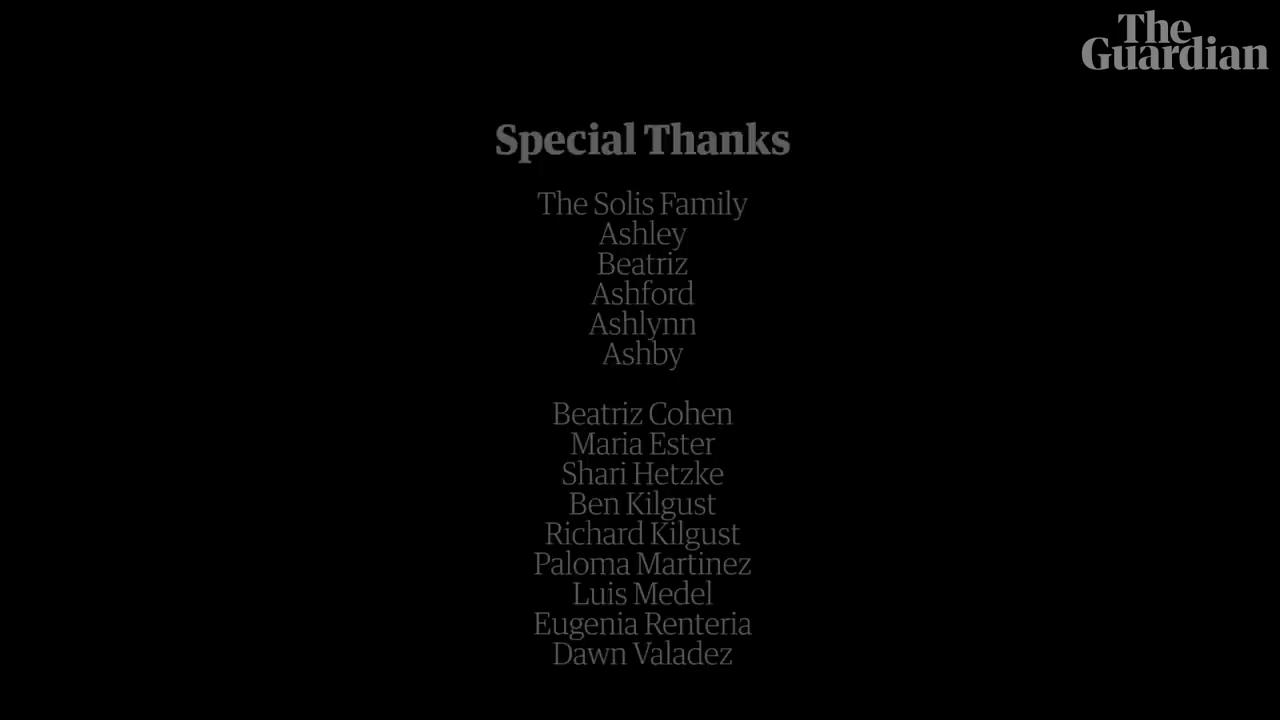 The
Guardian
Special Thanks
The Solis Family
Ashley
Beatriz
Ashford
Ashlynn
Ashby
Beatriz Cohen
Maria Ester
Shari Hetzke
Ben Kilgust
Richard Kilgust
Paloma Martinez
Luis Medel
Eugenia Renteria
Dawn Valadez